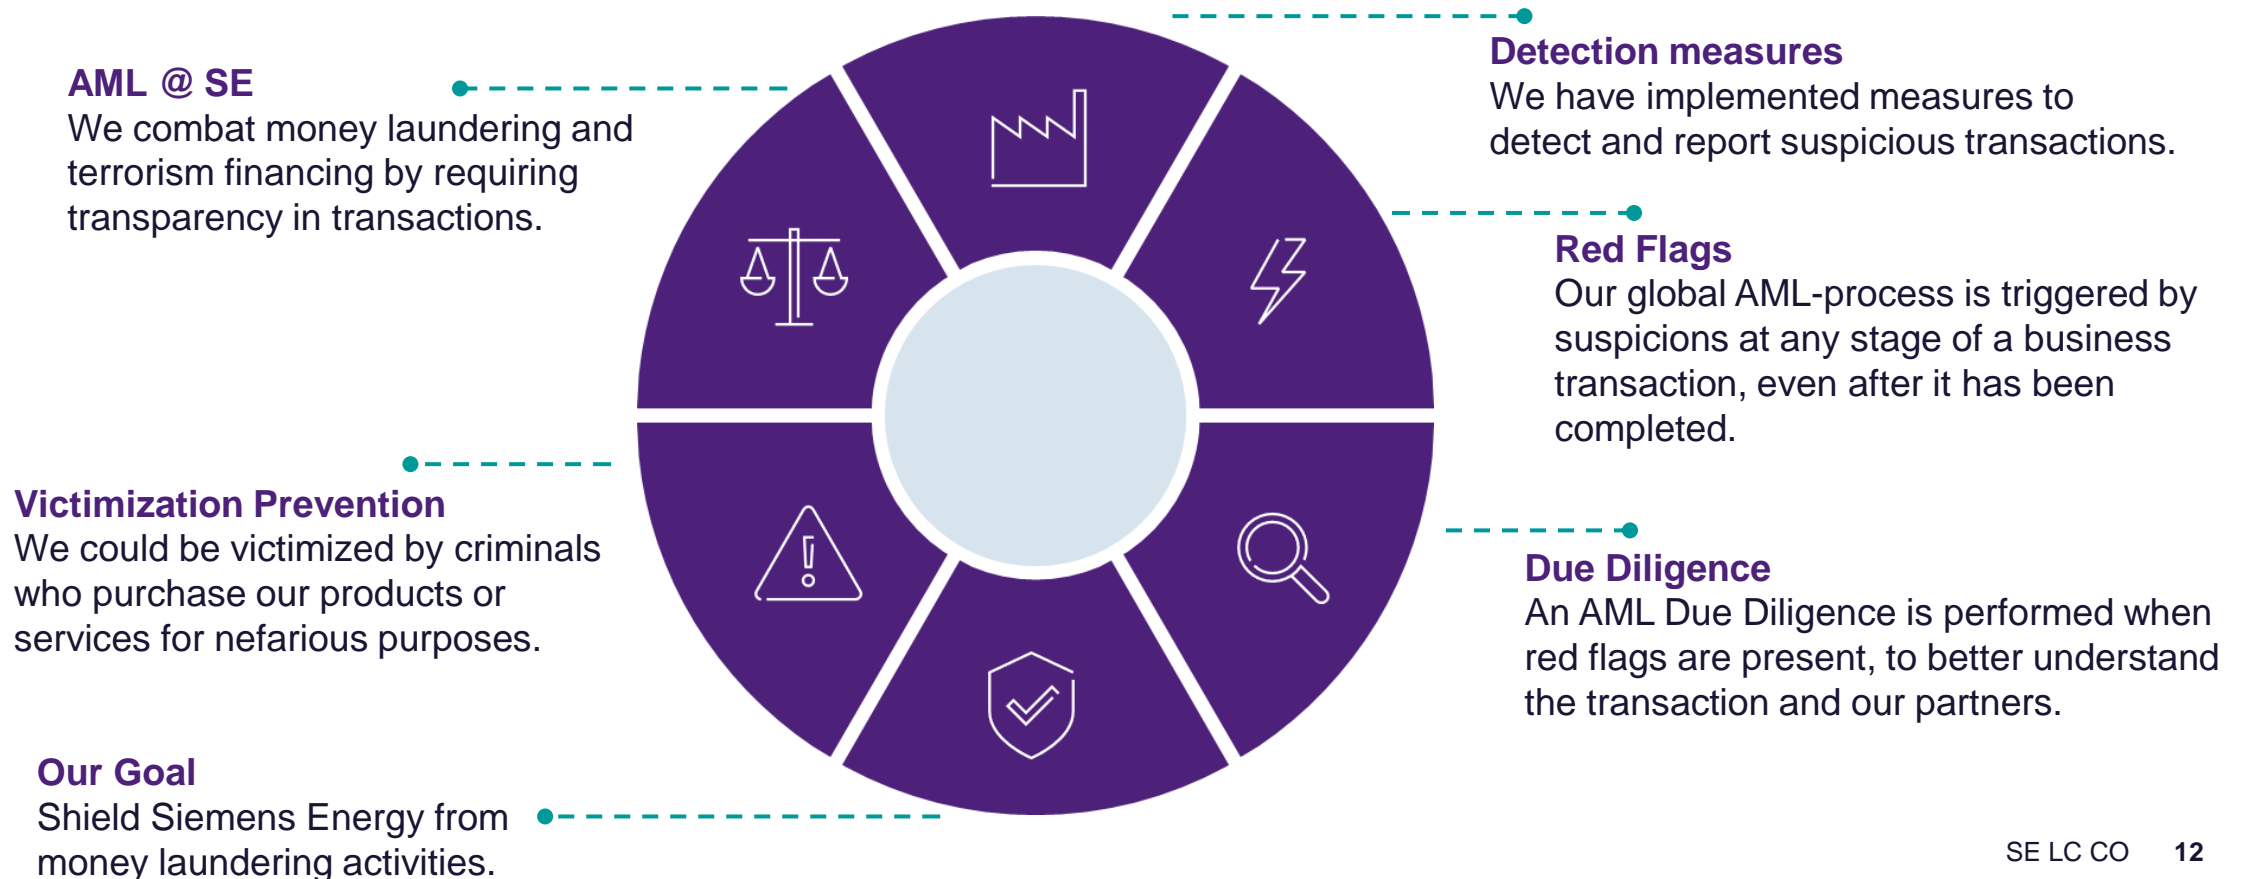 AML @ SE
We combat money laundering and
terrorism financing by requiring
transparency in transactions.
Detection measures
We have implemented measures to
detect and report suspicious transactions.
Red Flags
Our global AML-process is triggered by
suspicions at any stage of a business
transaction, even after it has been
completed.
Victimization Prevention
We could be victimized by criminals
who purchase our products or
services for nefarious purposes.
Due Diligence
An AML Due Diligence is performed when
red flags are present, to better understand
the transaction and our partners.
Our Goal
Shield Siemens Energy from
money laundering activities.
SE LC CO 12